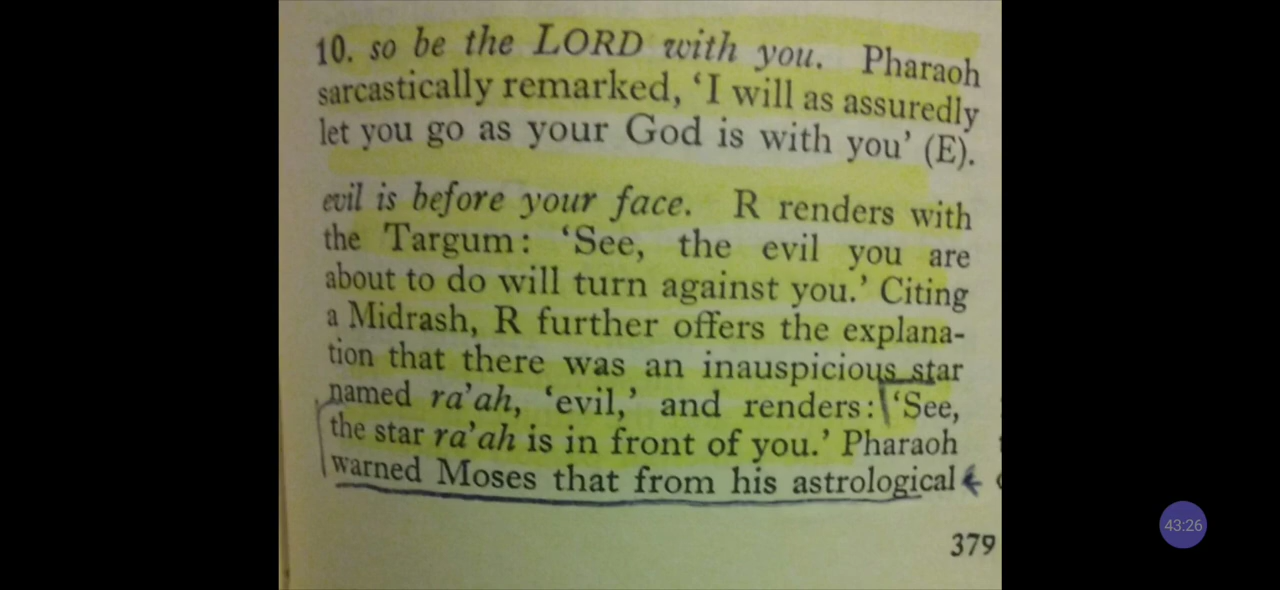 10. so be the LORD with you. Pharaoh
sarcastically remarked, ‘I will as assuredly
let you go as your God is with you’ (E).
evil is before your face. R renders with
the Targum: ‘See, the evil you are
about to do will turn against you.’ Citing
a Midrash, R further offers the explana-
tion that there was an inauspicious star
named ra’ah, ‘evil,’ and renders: ‘See,
the star ra’ah is in front of you.’ Pharaoh
warned Moses that from his astrological
379
43:26